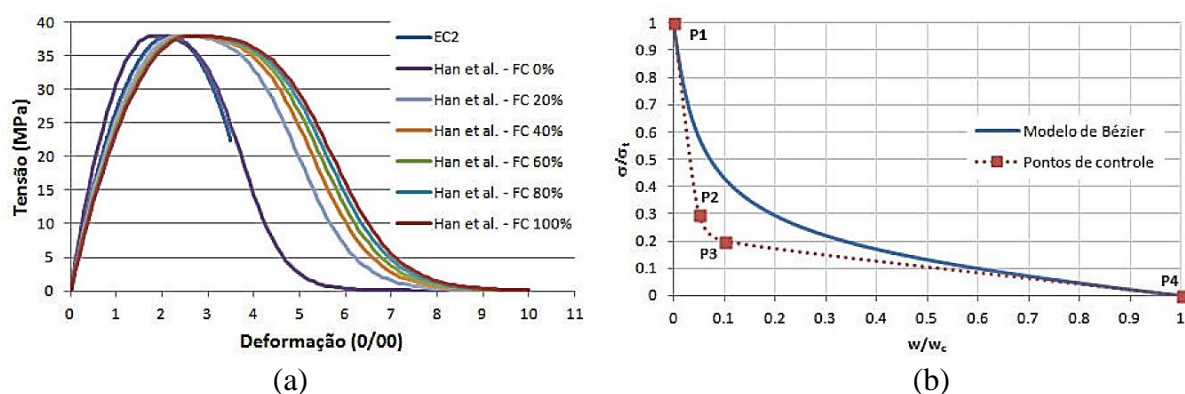 40
35
30
25
20
15
10
5
0
Tensão (MPa)
0 1 2 3 4 5 6 7 8 9 10 11
Deformação (0/00)
EC2
Han et al. - FC 0%
Han et al. - FC 20%
Han et al. - FC 40%
Han et al. - FC 60%
Han et al. - FC 80%
Han et al. - FC 100%
(a)
1
0.9
0.8
0.7
0.6
0.5
0.4
0.3
0.2
0.1
0
σ/σt
P1
P2
P3
P4
Modelo de Bézier
Pontos de controle
0 0.1 0.2 0.3 0.4 0.5 0.6 0.7 0.8 0.9 1
w/wc
(b)